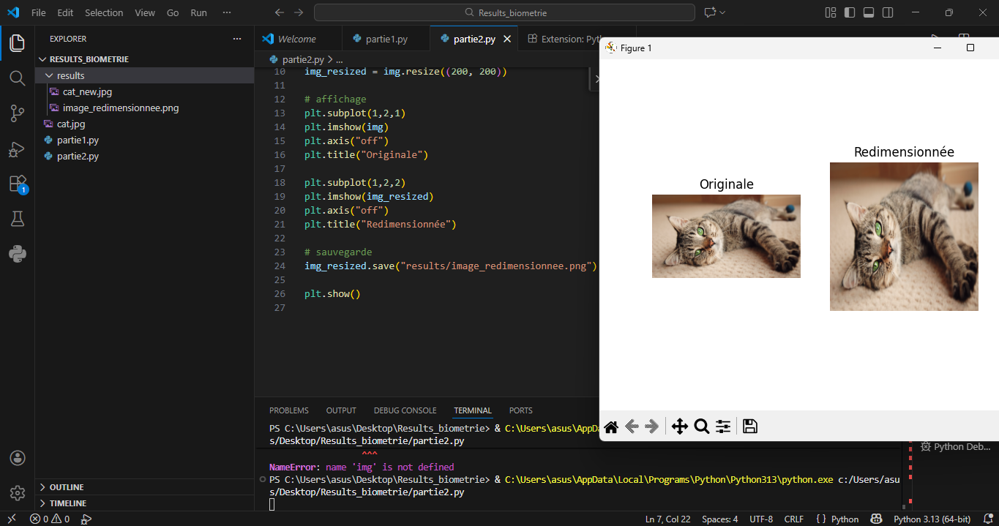 File Edit Selection View Go Run ··· Results_biometrie
EXPLORER ···
RESULTS_BIOMETRIE
results
cat_new.jpg
image_redimensionnee.png
cat.jpg
partie1.py
partie2.py
1
OUTLINE
TIMELINE
Welcome partie1.py partie2.py Extension: Pyth
partie2.py > ...
10 img_resized = img.resize((200, 200))
11
12 # affichage
13 plt.subplot(1,2,1)
14 plt.imshow(img)
15 plt.axis("off")
16 plt.title("Originale")
17
18 plt.subplot(1,2,2)
19 plt.imshow(img_resized)
20 plt.axis("off")
21 plt.title("Redimensionnée")
22
23 # sauvegarde
24 img_resized.save("results/image_redimensionnee.png")
25
26 plt.show()
27
Figure 1
Originale
Redimensionnée
PROBLEMS OUTPUT DEBUG CONSOLE TERMINAL PORTS
PS C:\Users\asus\Desktop\Results_biometrie> & C:\Users\asus\AppDa
s/Desktop/Results_biometrie/partie2.py
^^^
NameError: name 'img' is not defined
PS C:\Users\asus\Desktop\Results_biometrie> & C:\Users\asus\AppData\Local\Programs\Python\Python313\python.exe c:/Users/asu
s/Desktop/Results_biometrie/partie2.py
Python Deb...
0 0 Ln 7, Col 22 Spaces: 4 UTF-8 CRLF {} Python Python 3.13 (64-bit)